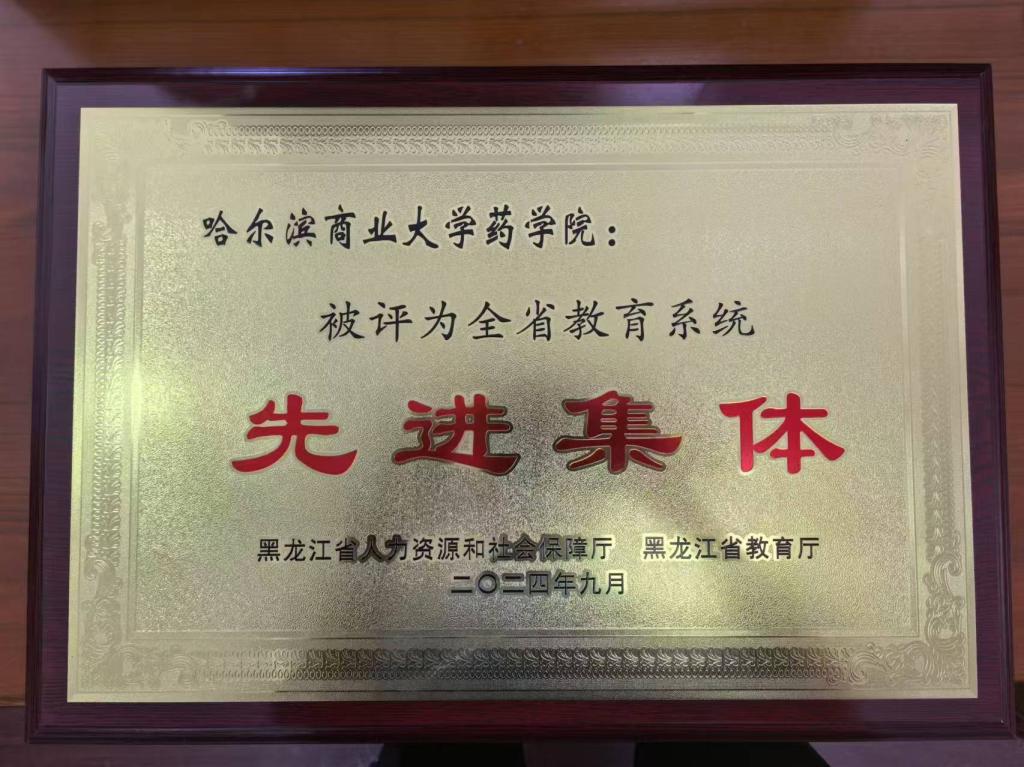 哈尔滨商业大学药学院：
被评为全省教育系统
先进集体
黑龙江省人力资源和社会保障厅 黑龙江省教育厅
二〇二四年九月